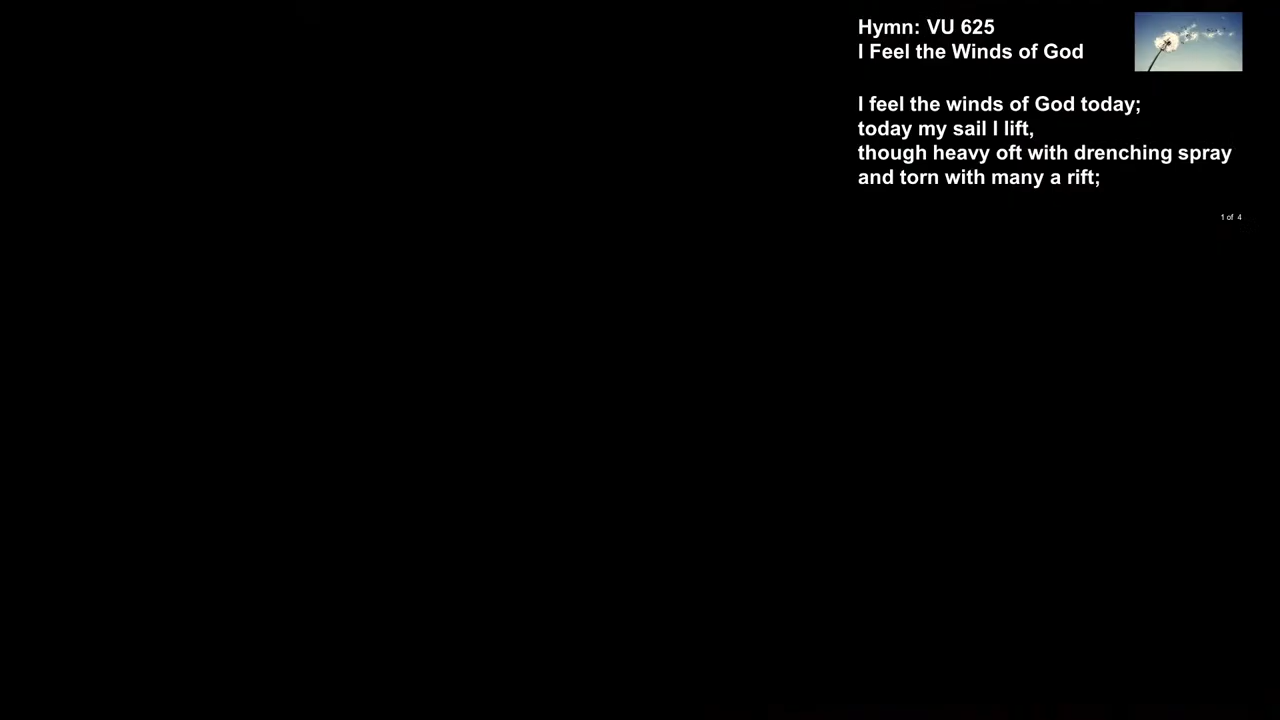 Hymn: VU 625
I Feel the Winds of God
I feel the winds of God today;
today my sail I lift,
though heavy oft with drenching spray
and torn with many a rift;
1 of 4